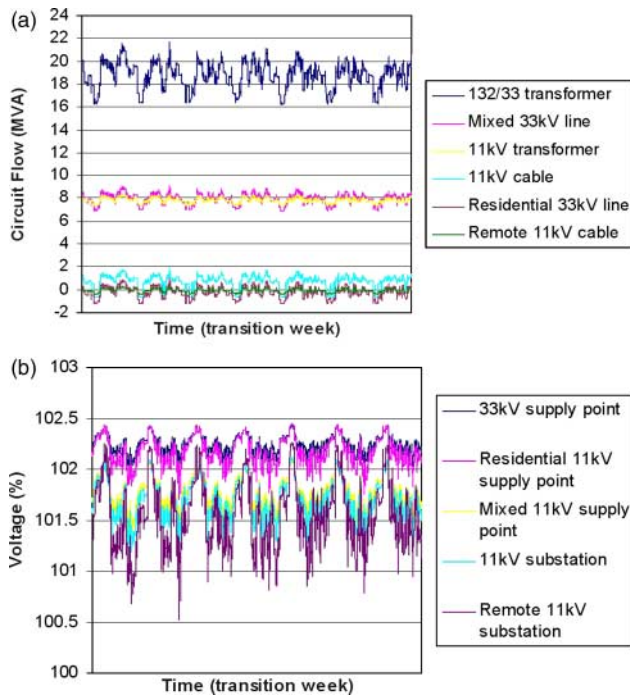 (a)
24
22
20
18
16
14
12
10
8
6
4
2
0
-2
Circuit Flow (MVA)
Time (transition week)
132/33 transformer
Mixed 33kV line
11kV transformer
11kV cable
Residential 33kV line
Remote 11kV cable
(b)
103
102.5
102
101.5
101
100.5
100
Voltage (%)
Time (transition week)
33kV supply point
Residential 11kV
supply point
Mixed 11kV supply
point
11kV substation
Remote 11kV
substation